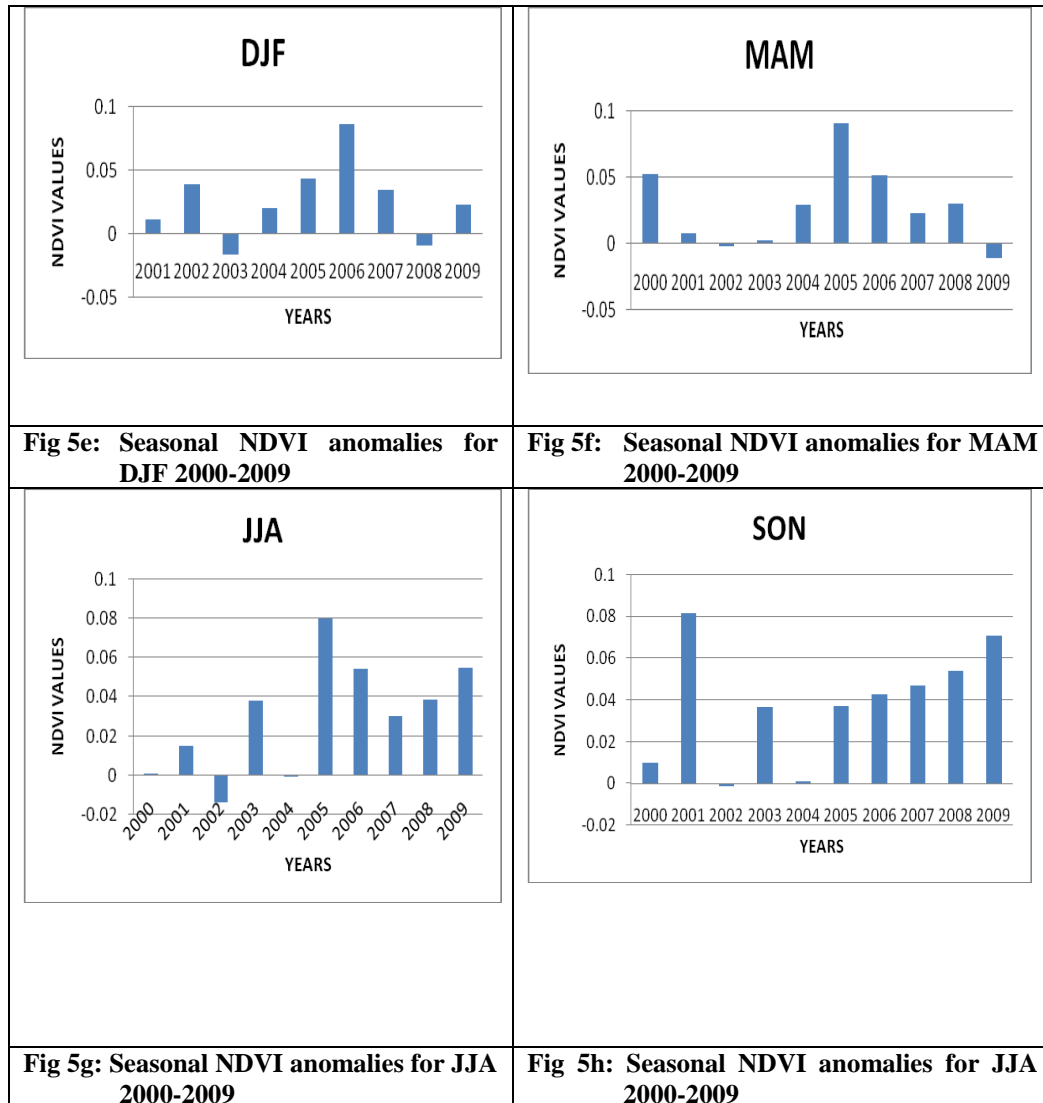 DJF
0.1
0.05
0
-0.05
NDVI VALUES
2001 2002 2003 2004 2005 2006 2007 2008 2009
YEARS
MAM
0.1
0.05
0
-0.05
NDVI VALUES
2000 2001 2002 2003 2004 2005 2006 2007 2008 2009
YEARS
Fig 5e: Seasonal NDVI anomalies for
DJF 2000-2009
Fig 5f: Seasonal NDVI anomalies for MAM
2000-2009
JJA
0.1
0.08
0.06
0.04
0.02
0
-0.02
NDVI VALUES
2000 2001 2002 2003 2004 2005 2006 2007 2008 2009
YEARS
SON
0.1
0.08
0.06
0.04
0.02
0
-0.02
NDVI VALUES
2000 2001 2002 2003 2004 2005 2006 2007 2008 2009
YEARS
Fig 5g: Seasonal NDVI anomalies for JJA
2000-2009
Fig 5h: Seasonal NDVI anomalies for JJA
2000-2009